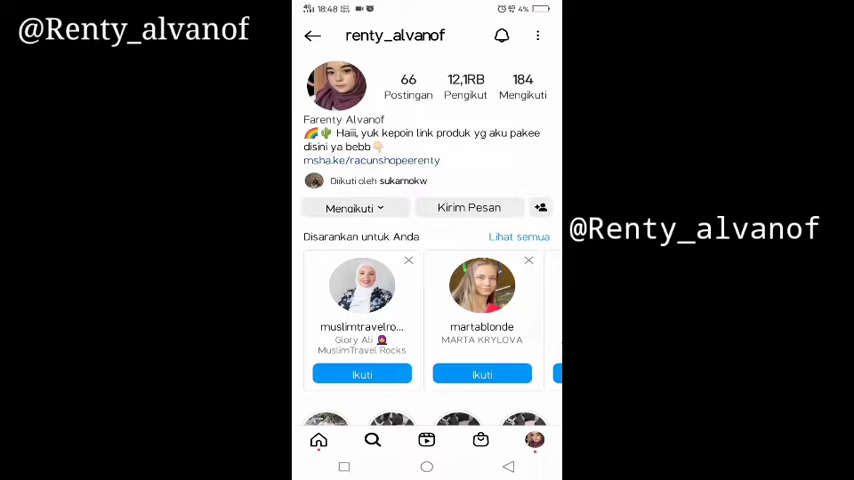 @Renty_alvanof
18:48
4%
renty_alvanof
66
12,1RB
184
Postingan
Pengikut
Mengikuti
Farenty Alvanof
🌈🌵 Haiii, yuk kepoin link produk yg aku pakee
disini ya bebb👇🏻
msha.ke/racunshopeerenty
Diikuti oleh sukarnokw
Mengikuti
Kirim Pesan
Disarankan untuk Anda
Lihat semua
muslimtravelro...
Glory Ali 🧕
MuslimTravel Rocks
Ikuti
martablonde
MARTA KRYLOVA
Ikuti
@Renty_alvanof